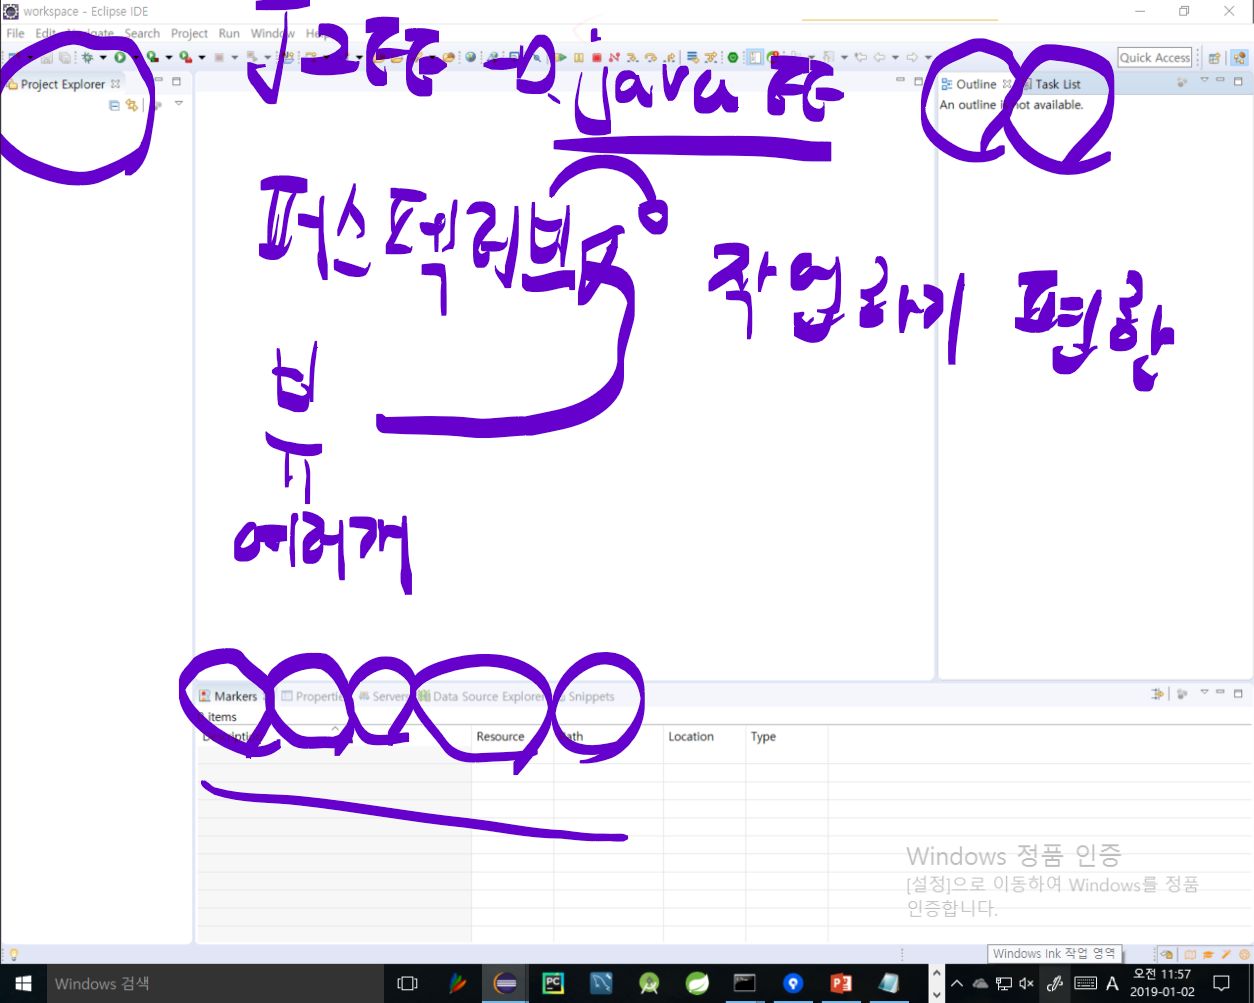 workspace - Eclipse IDE
File Edit Navigate Search Project Run Window Help
Quick Access
java
Project Explorer
Outline
Task List
An outline is not available.
퍼스펙티브
작업하기 편한
뷰
여러개
Markers Properties Servers Data Source Explorer Snippets
0 items
Description Resource Path Location Type
Windows 정품 인증
[설정]으로 이동하여 Windows를 정품
인증합니다.
Windows Ink 작업 영역
Windows 검색
PC
A
오전 11:57
2019-01-02